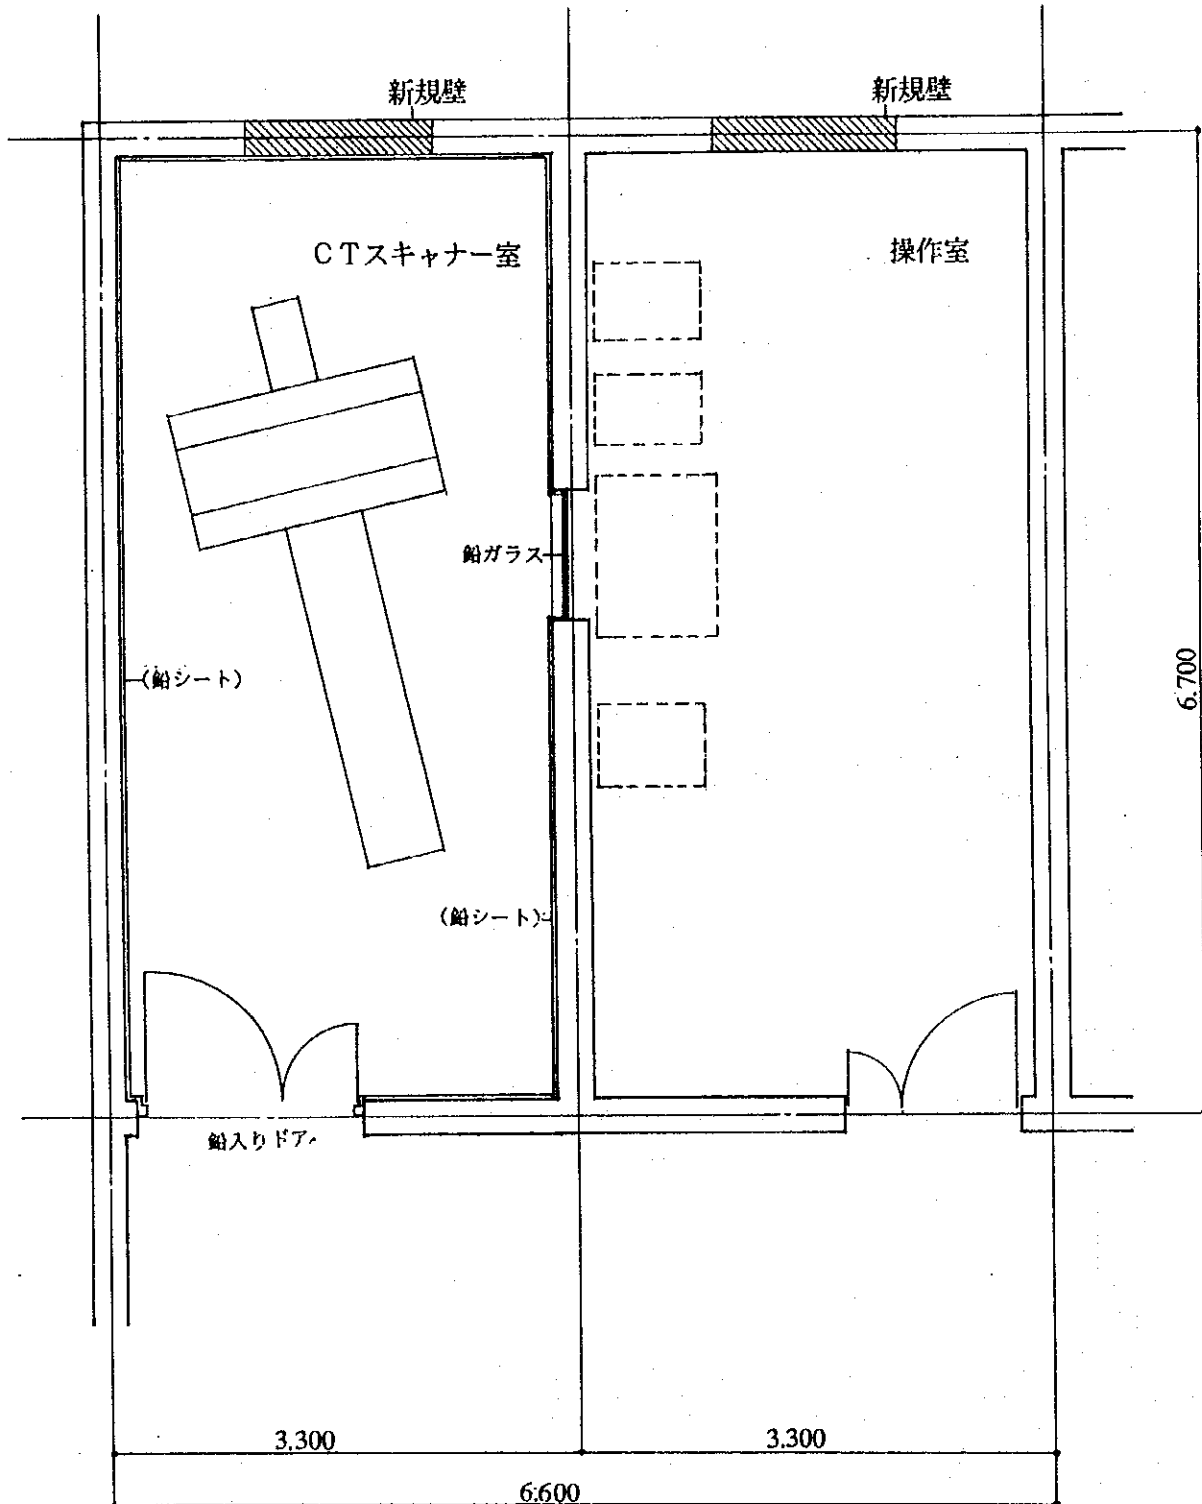 新規壁
新規壁
CTスキャナー室
操作室
鉛ガラス
(鉛シート)
6.700
(鉛シート)
鉛入りドア
3,300
3.300
6.600